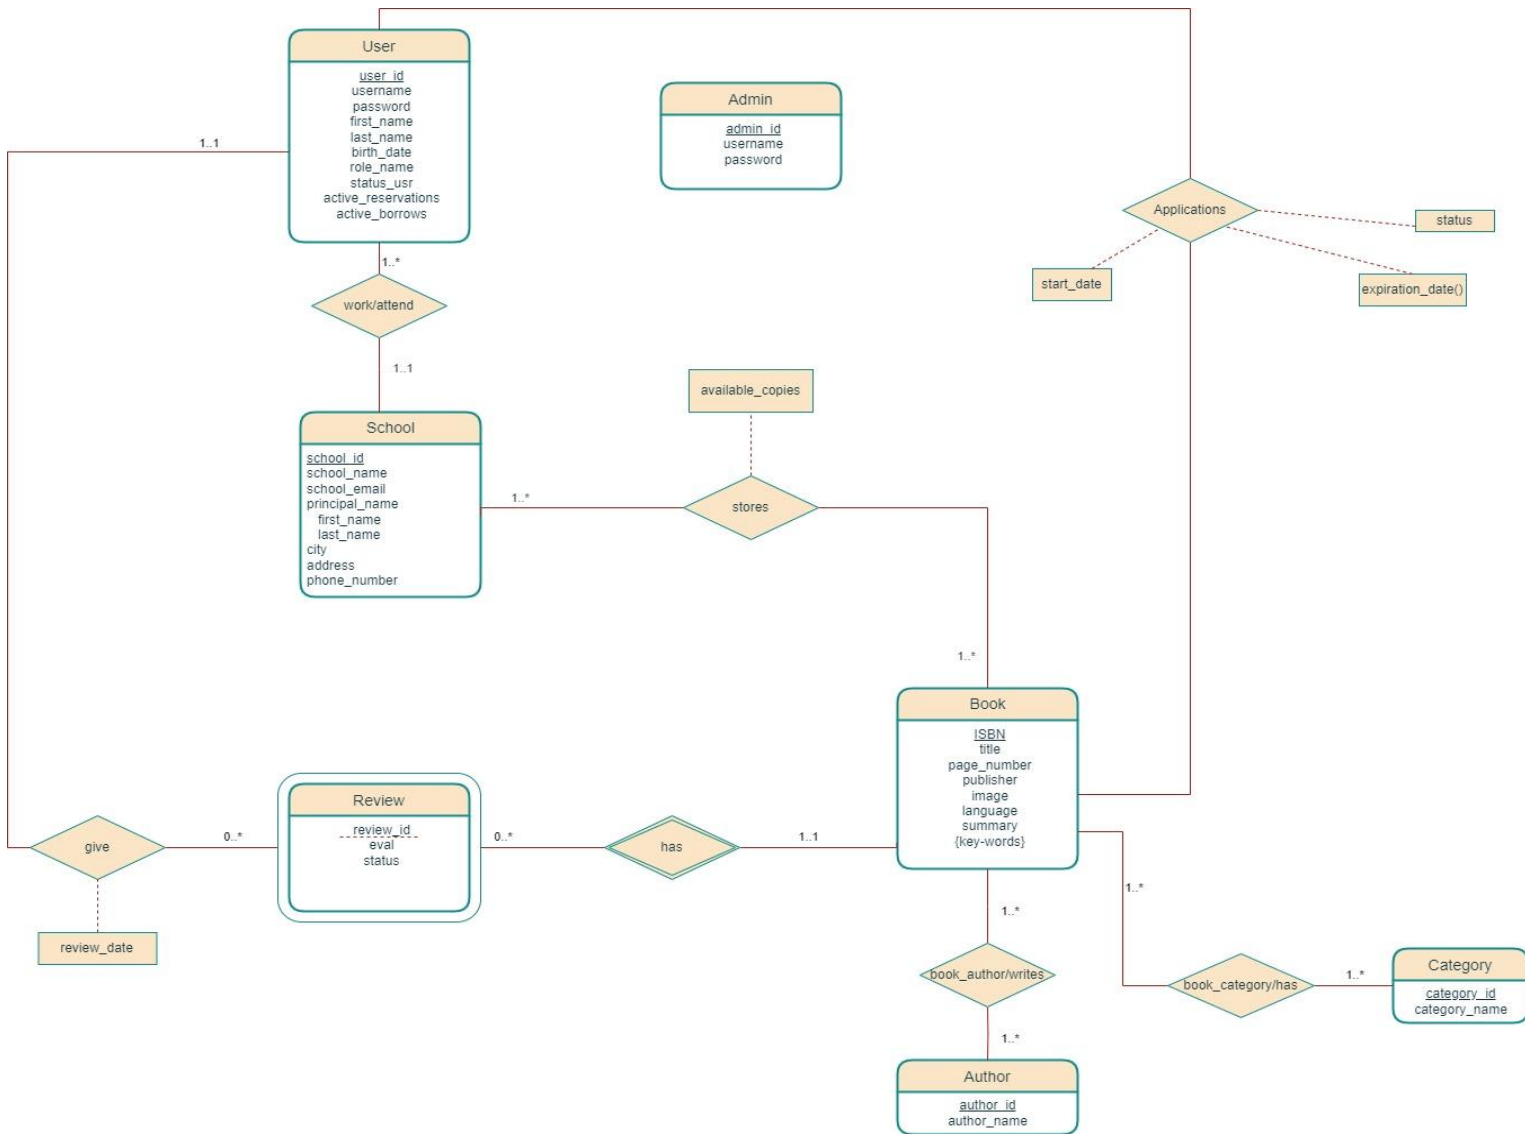 User
user_id
username
password
first_name
last_name
birth_date
role_name
status_usr
active_reservations
active_borrows
Admin
admin_id
username
password
1..1
1..*
work/attend
1..1
Applications
status
start_date
expiration_date()
School
school_id
school_name
school_email
principal_name
first_name
last_name
city
address
phone_number
available_copies
1..*
stores
1..*
Book
ISBN
title
page_number
publisher
image
language
summary
{key-words}
Review
review_id
eval
status
give
0..*
0..*
has
1..1
review_date
1..*
book_author/writes
1..*
1..*
book_category/has
1..*
Category
category_id
category_name
Author
author_id
author_name